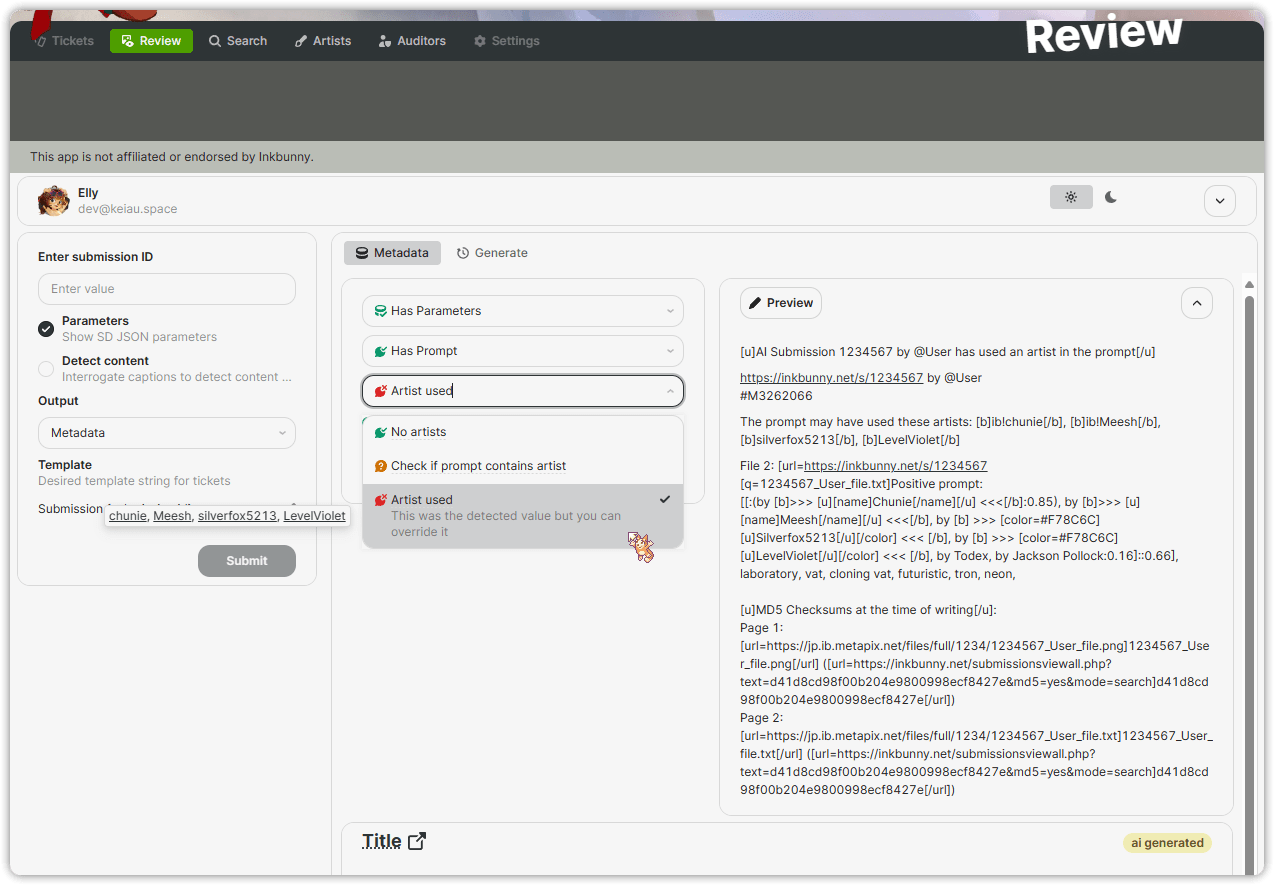 Review
Tickets
Review
Search
Artists
Auditors
Settings
This app is not affiliated or endorsed by Inkbunny.
Elly
dev@keiau.space
Enter submission ID
Enter value
Parameters
Show SD JSON parameters
Detect content
Interrogate captions to detect content ...
Output
Metadata
Template
Desired template string for tickets
Submission
chunie, Meesh, silverfox5213, LevelViolet
Submit
Metadata
Generate
Has Parameters
Has Prompt
Artist used
No artists
Check if prompt contains artist
Artist used
This was the detected value but you can
override it
Preview
[u]AI Submission 1234567 by @User has used an artist in the prompt[/u]
https://inkbunny.net/s/1234567 by @User
#M3262066
The prompt may have used these artists: [b]ib!chunie[/b], [b]ib!Meesh[/b],
[b]silverfox5213[/b], [b]LevelViolet[/b]
File 2: [url=https://inkbunny.net/s/1234567
[q=1234567_User_file.txt]Positive prompt:
[[:(by [b]>>> [u][name]Chunie[/name][/u] <<<[/b]:0.85), by [b]>>> [u]
[name]Meesh[/name][/u] <<<[/b], by [b] >>> [color=#F78C6C]
[u]Silverfox5213[/u][/color] <<< [/b], by [b] >>> [color=#F78C6C]
[u]LevelViolet[/u][/color] <<< [/b], by Todex, by Jackson Pollock:0.16]::0.66],
laboratory, vat, cloning vat, futuristic, tron, neon,
[u]MD5 Checksums at the time of writing[/u]:
Page 1:
[url=https://jp.ib.metapix.net/files/full/1234/1234567_User_file.png]1234567_Use
r_file.png[/url] ([url=https://inkbunny.net/submissionsviewall.php?
text=d41d8cd98f00b204e9800998ecf8427e&md5=yes&mode=search]d41d8cd
98f00b204e9800998ecf8427e[/url])
Page 2:
[url=https://jp.ib.metapix.net/files/full/1234/1234567_User_file.txt]1234567_User_
file.txt[/url] ([url=https://inkbunny.net/submissionsviewall.php?
text=d41d8cd98f00b204e9800998ecf8427e&md5=yes&mode=search]d41d8cd
98f00b204e9800998ecf8427e[/url])
Title
ai generated